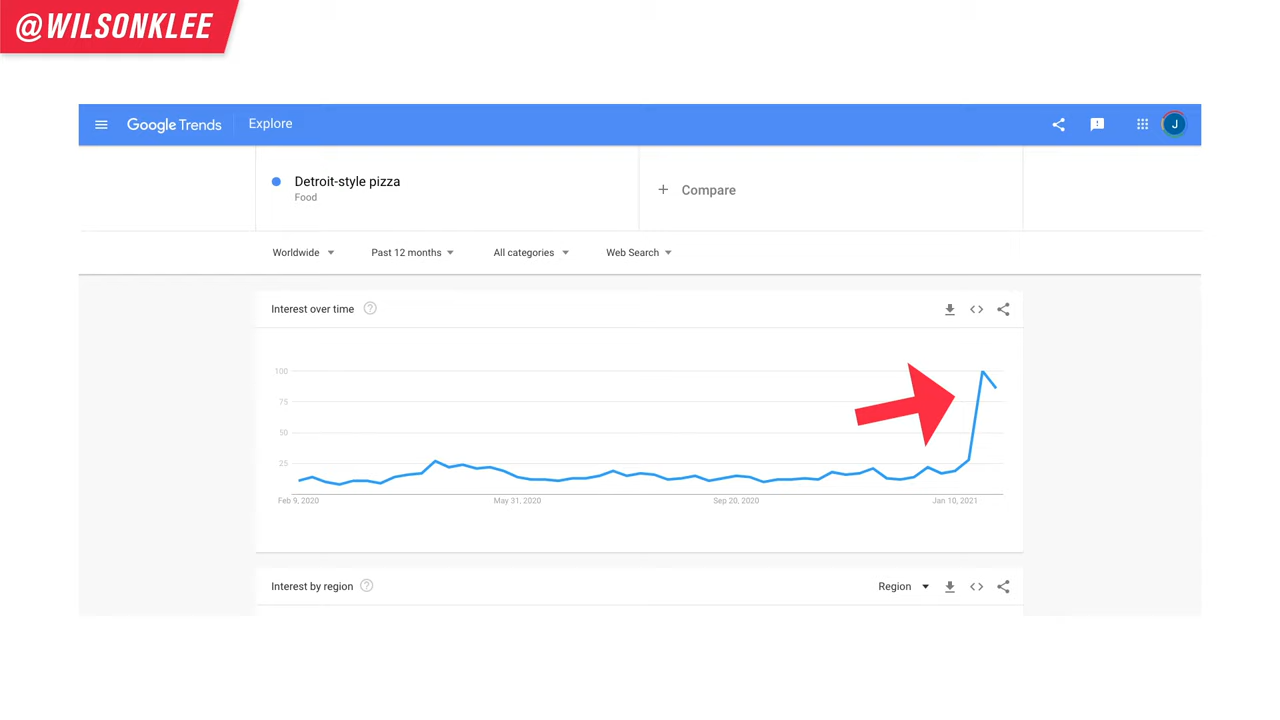 @WILSONKLEE
Google Trends
Explore
J
Detroit-style pizza
Food
+ Compare
Worldwide
Past 12 months
All categories
Web Search
Interest over time
100
75
50
25
Feb 9, 2020
May 31, 2020
Sep 20, 2020
Jan 10, 2021
Interest by region
Region